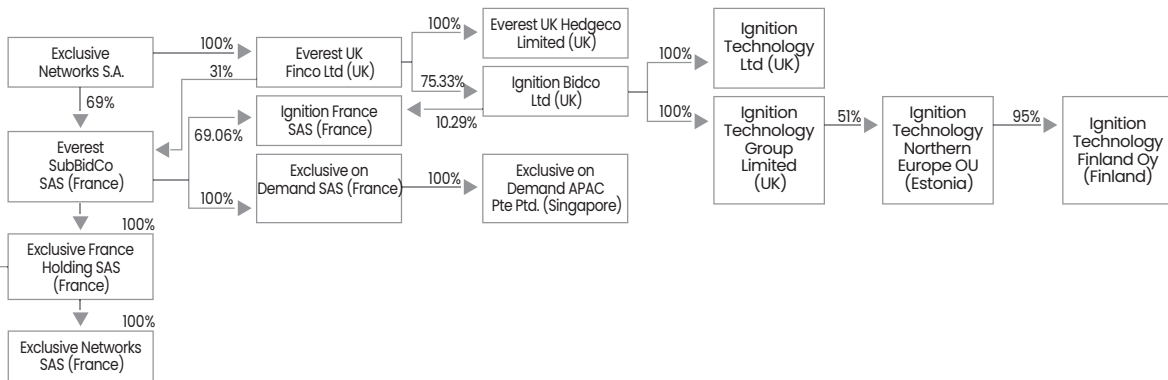 Exclusive
Networks S.A.
100%
Everest UK
Finco Ltd (UK)
100%
Everest UK Hedgeco
Limited (UK)
75.33%
Ignition Bidco
Ltd (UK)
100%
Ignition
Technology
Ltd (UK)
100%
Ignition
Technology
Group
Limited
(UK)
51%
Ignition
Technology
Northern
Europe OU
(Estonia)
95%
Ignition
Technology
Finland Oy
(Finland)
31%
69%
Everest
SubBidCo
SAS (France)
69.06%
Ignition France
SAS (France)
10.29%
100%
Exclusive on
Demand SAS (France)
100%
Exclusive on
Demand APAC
Pte Ptd. (Singapore)
100%
Exclusive France
Holding SAS
(France)
100%
Exclusive Networks
SAS (France)